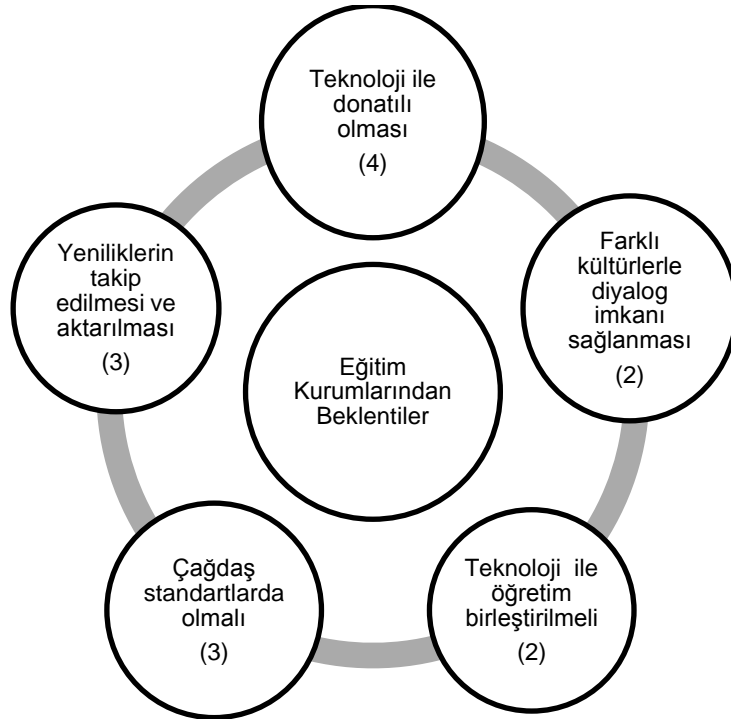 Teknoloji ile
donatılı
olması
(4)
Farklı
kültürlerle
diyalog
imkanı
sağlanması
(2)
Teknoloji ile
öğretim
birleştirilmeli
(2)
Çağdaş
standartlarda
olmalı
(3)
Yeniliklerin
takip
edilmesi ve
aktarılması
(3)
Eğitim
Kurumlarından
Beklentiler